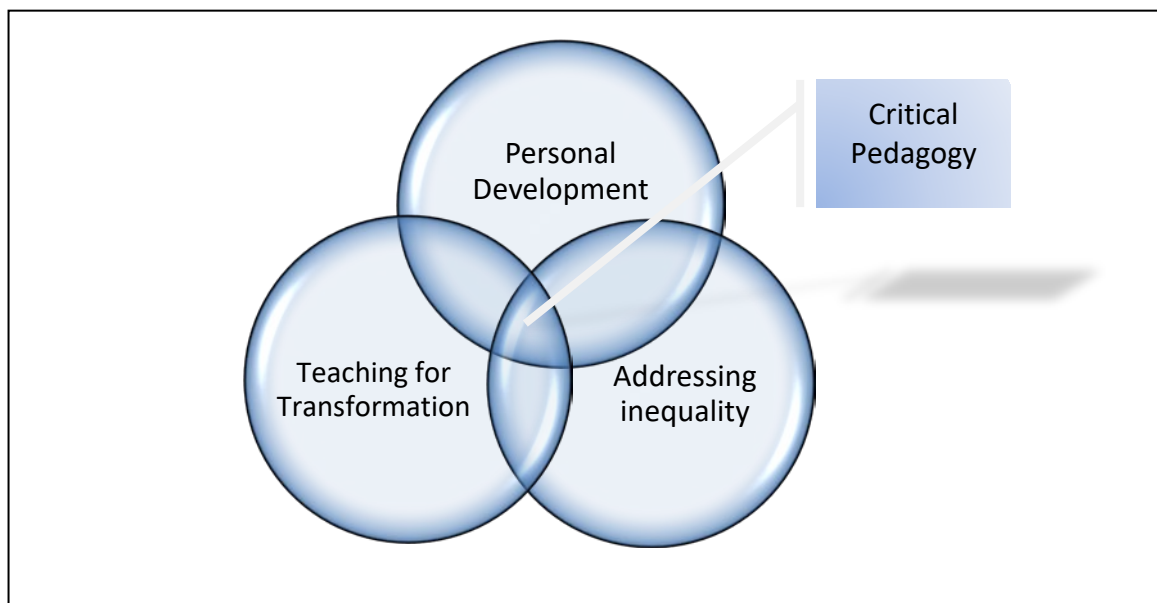 Personal
Development
Critical
Pedagogy
Teaching for
Transformation
Addressing
inequality